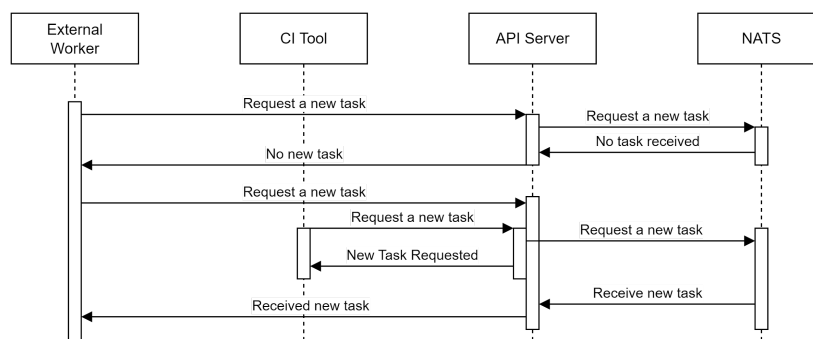 External
Worker
CI Tool
API Server
NATS
Request a new task
Request a new task
No task received
No new task
Request a new task
Request a new task
Request a new task
New Task Requested
Receive new task
Received new task